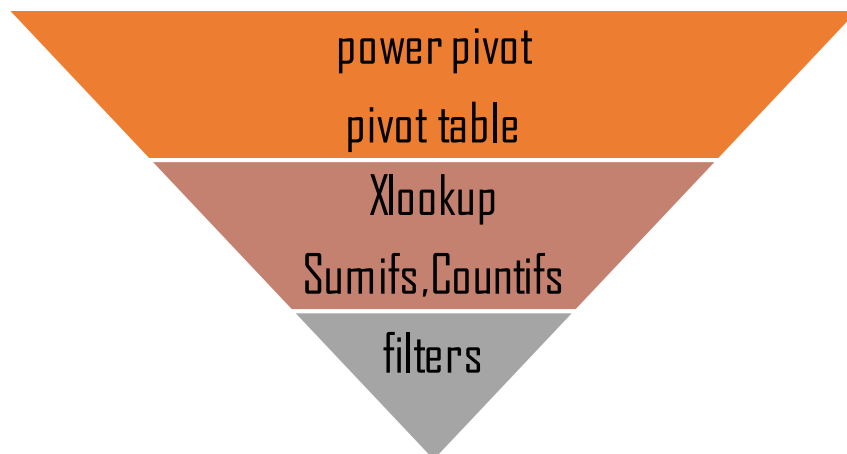 power pivot
pivot table
Xlookup
Sumifs,Countifs
filters